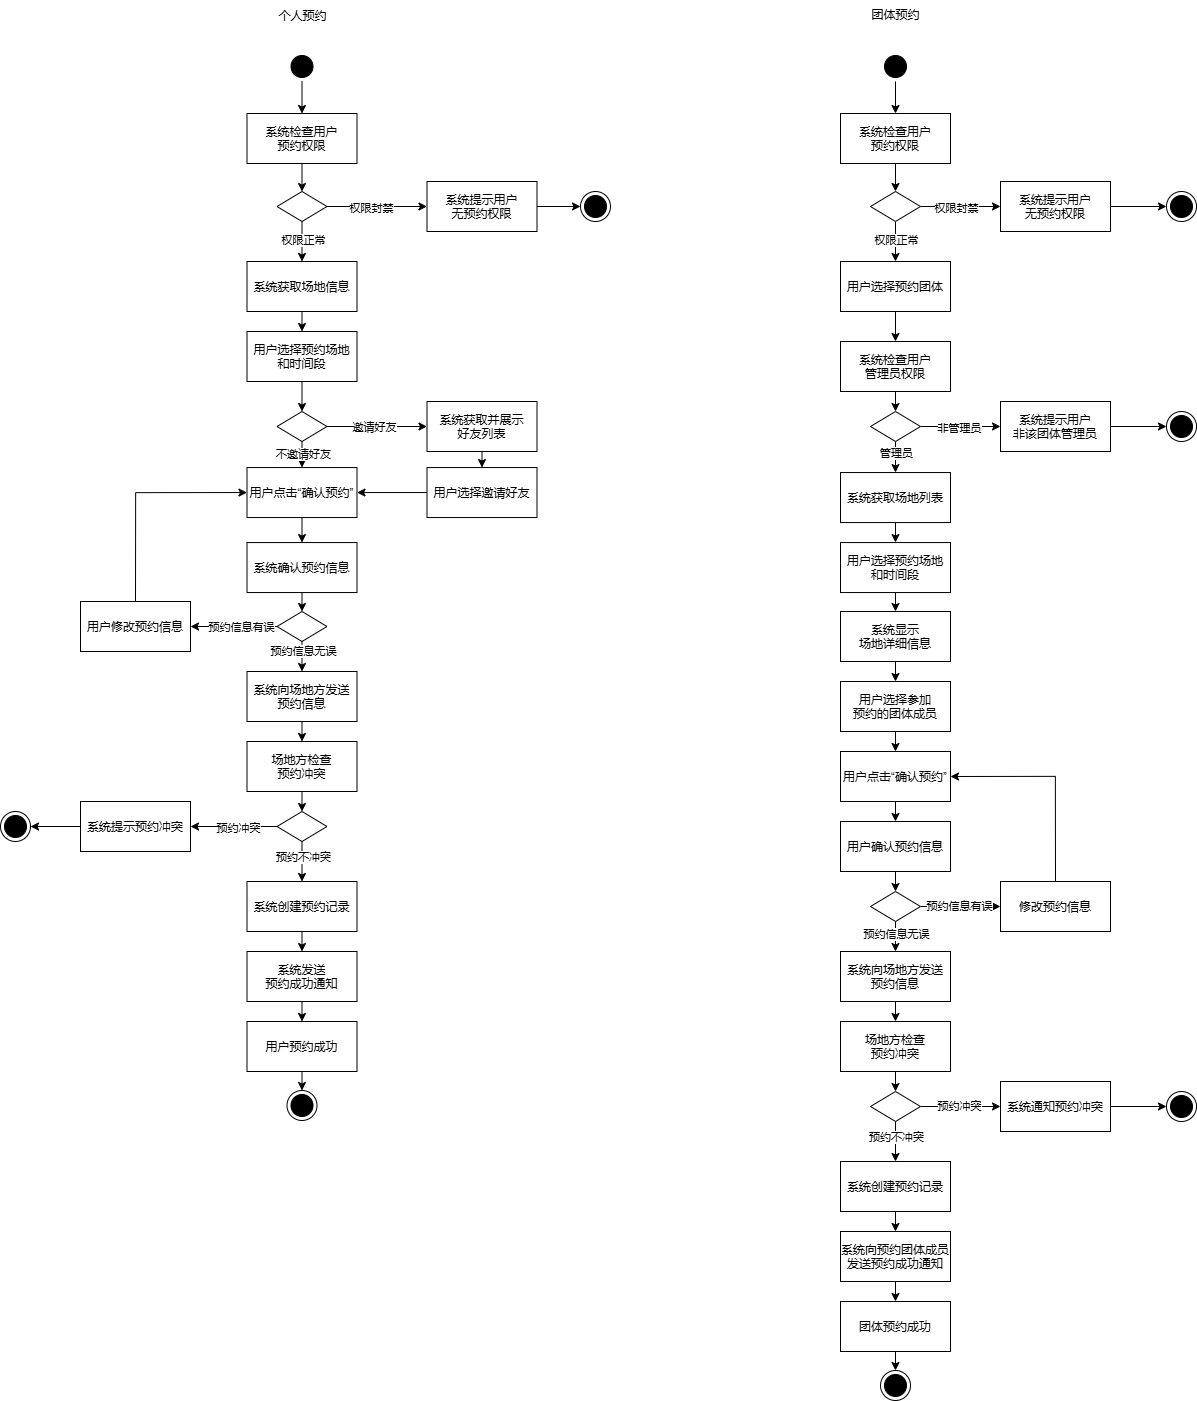 个人预约
系统检查用户
预约权限
权限封禁
系统提示用户
无预约权限
权限正常
系统获取场地信息
用户选择预约场地
和时间段
邀请好友
系统获取并展示
好友列表
不邀请好友
用户点击“确认预约”
用户选择邀请好友
系统确认预约信息
用户修改预约信息
预约信息有误
预约信息无误
系统向场地方发送
预约信息
场地方检查
预约冲突
系统提示预约冲突
预约冲突
预约不冲突
系统创建预约记录
系统发送
预约成功通知
用户预约成功
团体预约
系统检查用户
预约权限
权限封禁
系统提示用户
无预约权限
权限正常
用户选择预约团体
系统检查用户
管理员权限
非管理员
系统提示用户
非该团体管理员
管理员
系统获取场地列表
用户选择预约场地
和时间段
系统显示
场地详细信息
用户选择参加
预约的团体成员
用户点击“确认预约”
用户确认预约信息
预约信息有误
修改预约信息
预约信息无误
系统向场地方发送
预约信息
场地方检查
预约冲突
预约冲突
系统通知预约冲突
预约不冲突
系统创建预约记录
系统向预约团体成员
发送预约成功通知
团体预约成功